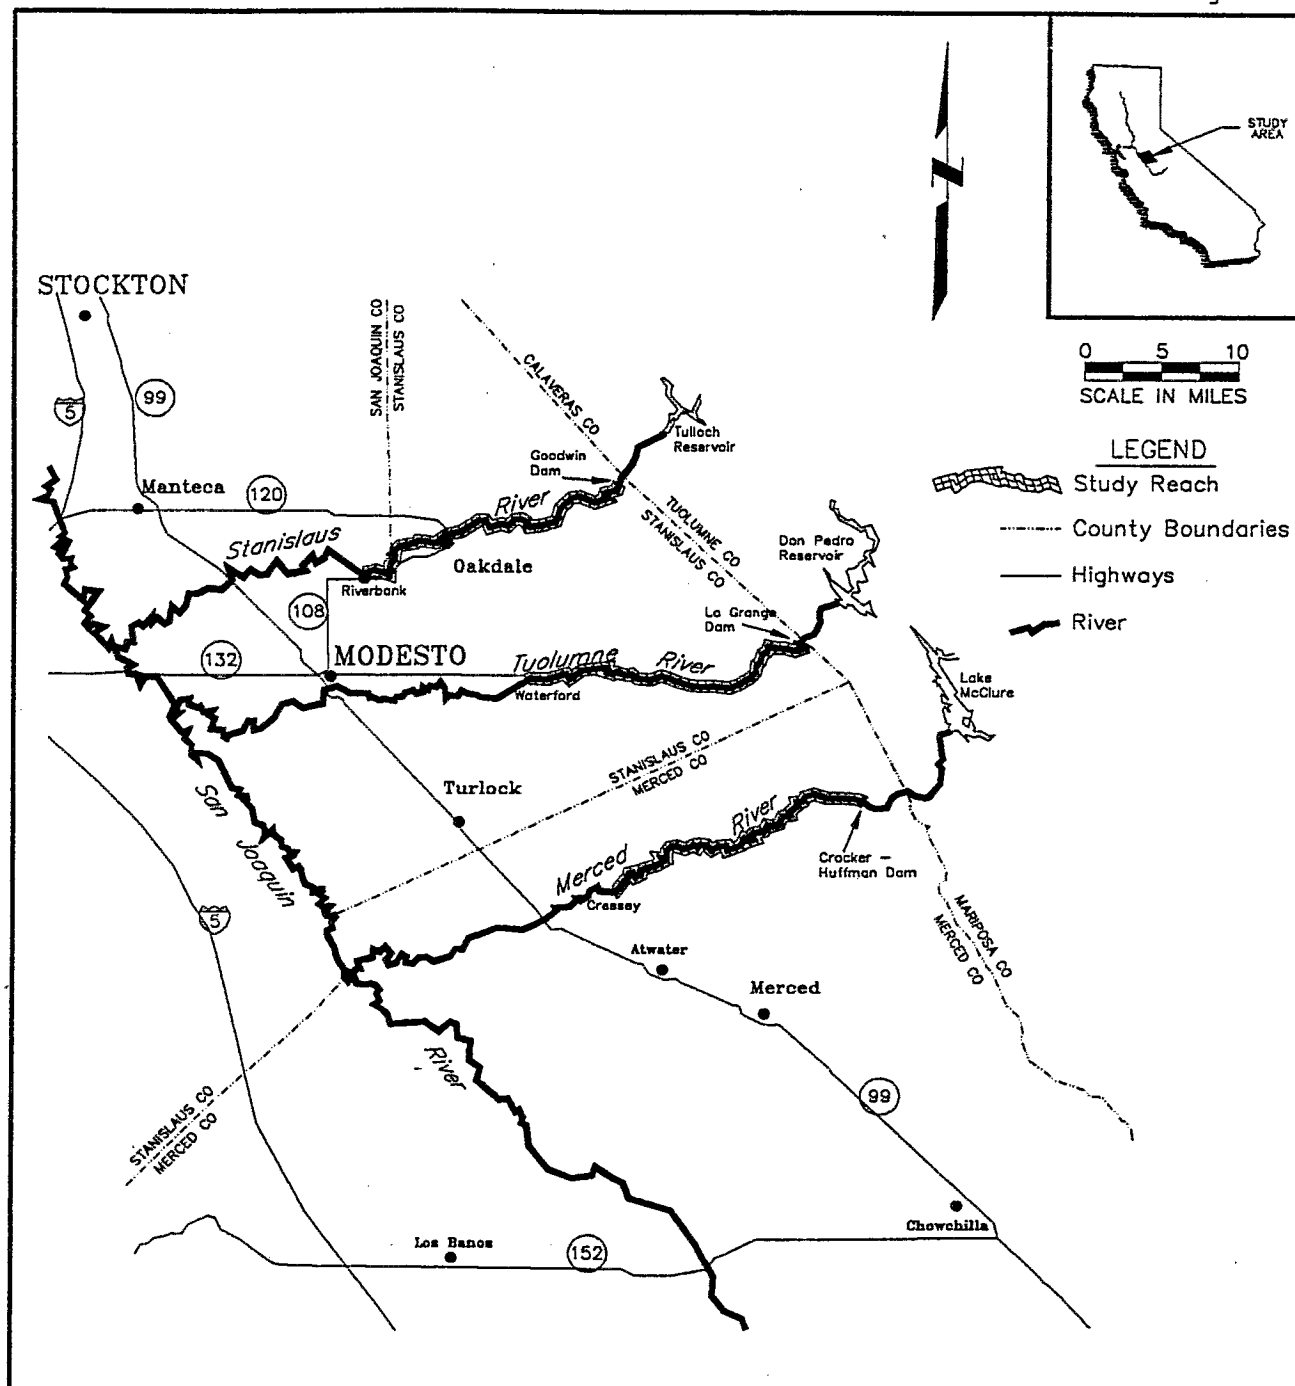 STUDY
AREA
STOCKTON
0 5 10
SCALE IN MILES
LEGEND
Study Reach
County Boundaries
Highways
River
SAN JOAQUIN CO
STANISLAUS CO
CALAVERAS CO
5
99
Tulloch
Reservoir
Goodwin
Dam
Manteca
120
River
Stanislaus
TUOLUMNE CO
STANISLAUS CO
Don Pedro
Reservoir
Oakdale
Riverbank
108
La Grange
Dam
132
MODESTO
Tuolumne
River
Waterford
Lake
McClure
STANISLAUS CO
MERCED CO
San
Joaquin
Turlock
River
Merced
Crocker –
Huffman Dam
Cressey
5
Atwater
MARIPOSA CO
MERCED CO
Merced
River
99
STANISLAUS CO
MERCED CO
Chowchilla
Los Banos
152